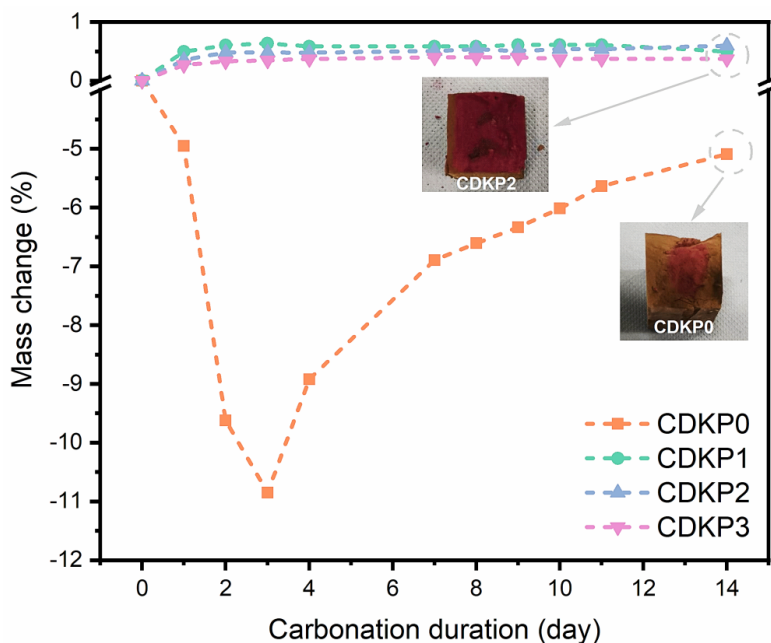 1
0
-5
-6
-7
-8
-9
-10
-11
-12
Mass change (%)
CDKP2
CDKP0
CDKP0
CDKP1
CDKP2
CDKP3
0 2 4 6 8 10 12 14
Carbonation duration (day)